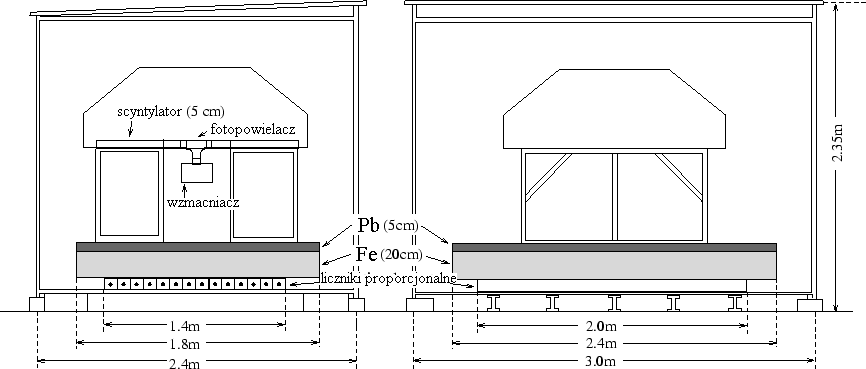 scyntylator (5 cm)
fotopowielacz
wzmacniacz
Pb (5cm)
Fe (20cm)
liczniki proporcjonalne
1.4m
1.8m
2.4m
2.0m
2.4m
3.0m
2.35m